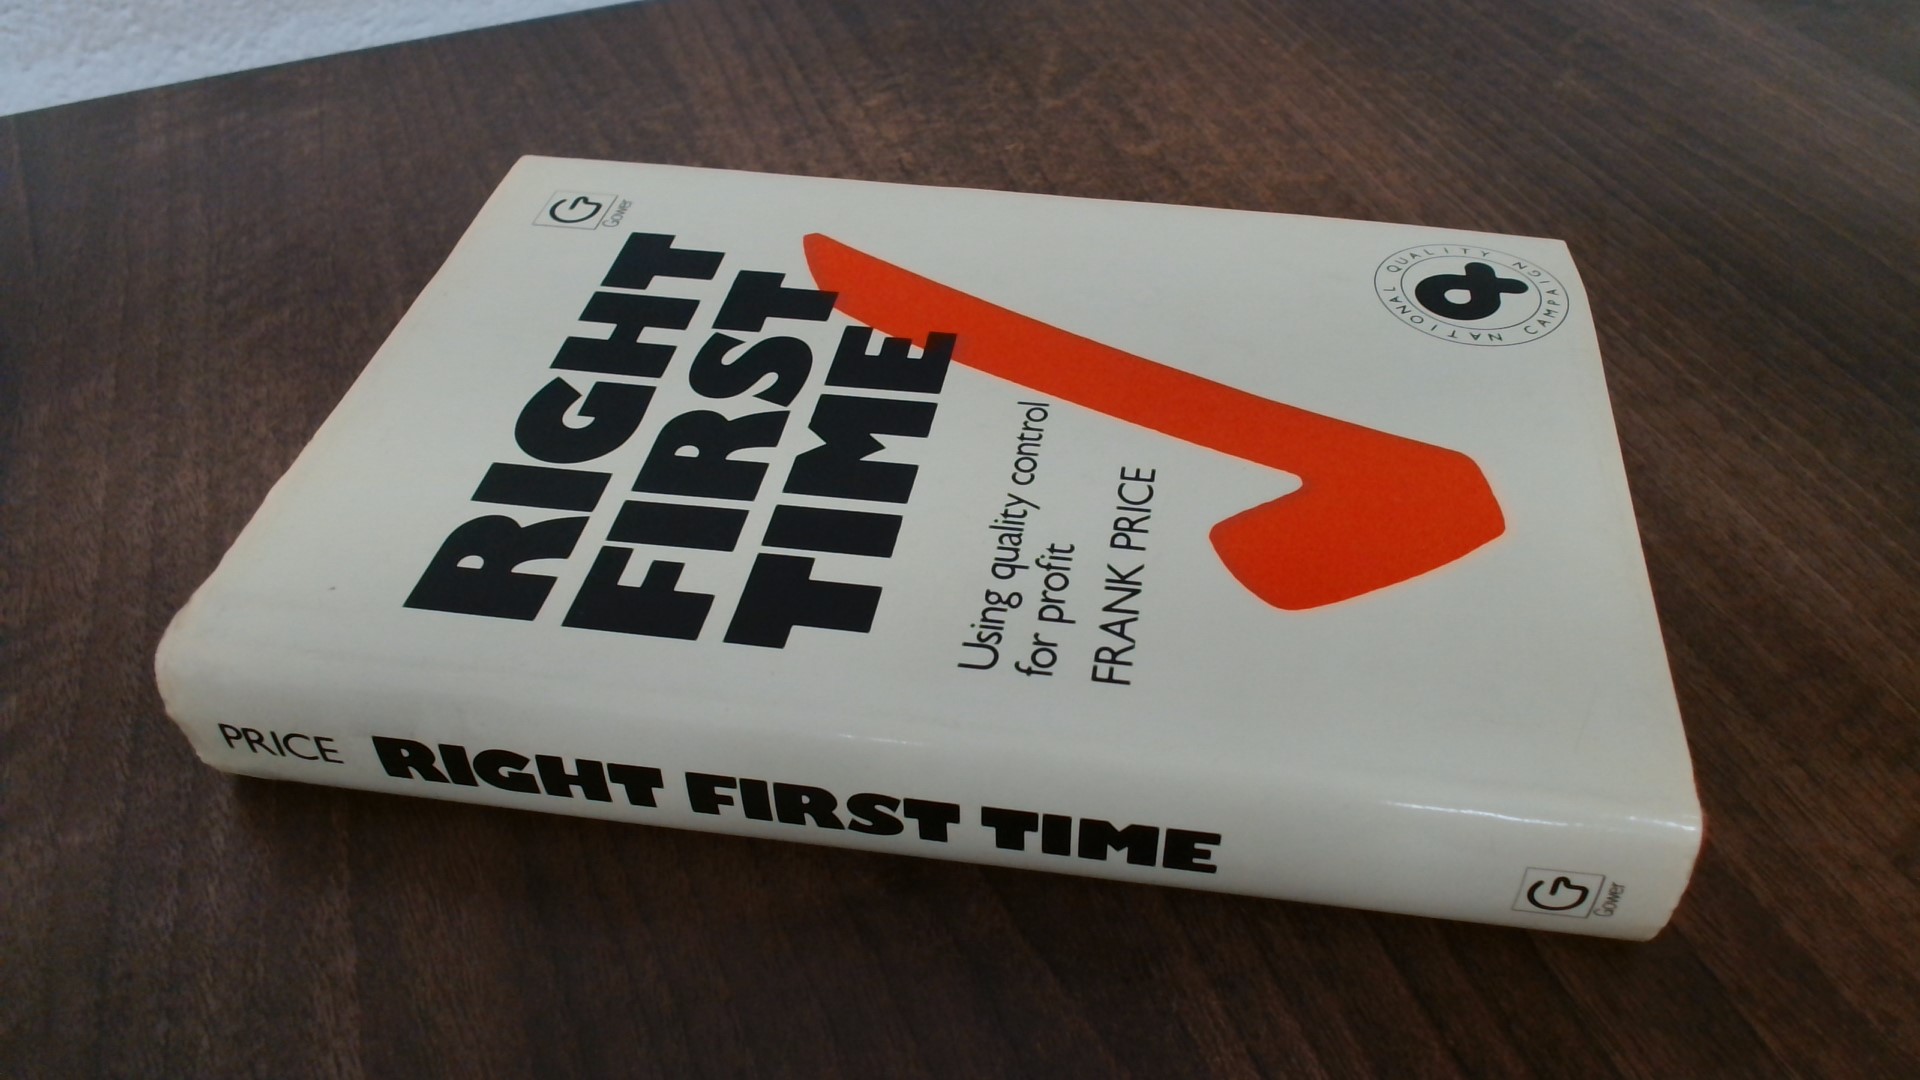 Gower
RIGHT
FIRST
TIME
Using quality control
for profit
FRANK PRICE
NATIONAL QUALITY CAMPAIGN
PRICE RIGHT FIRST TIME
Gower